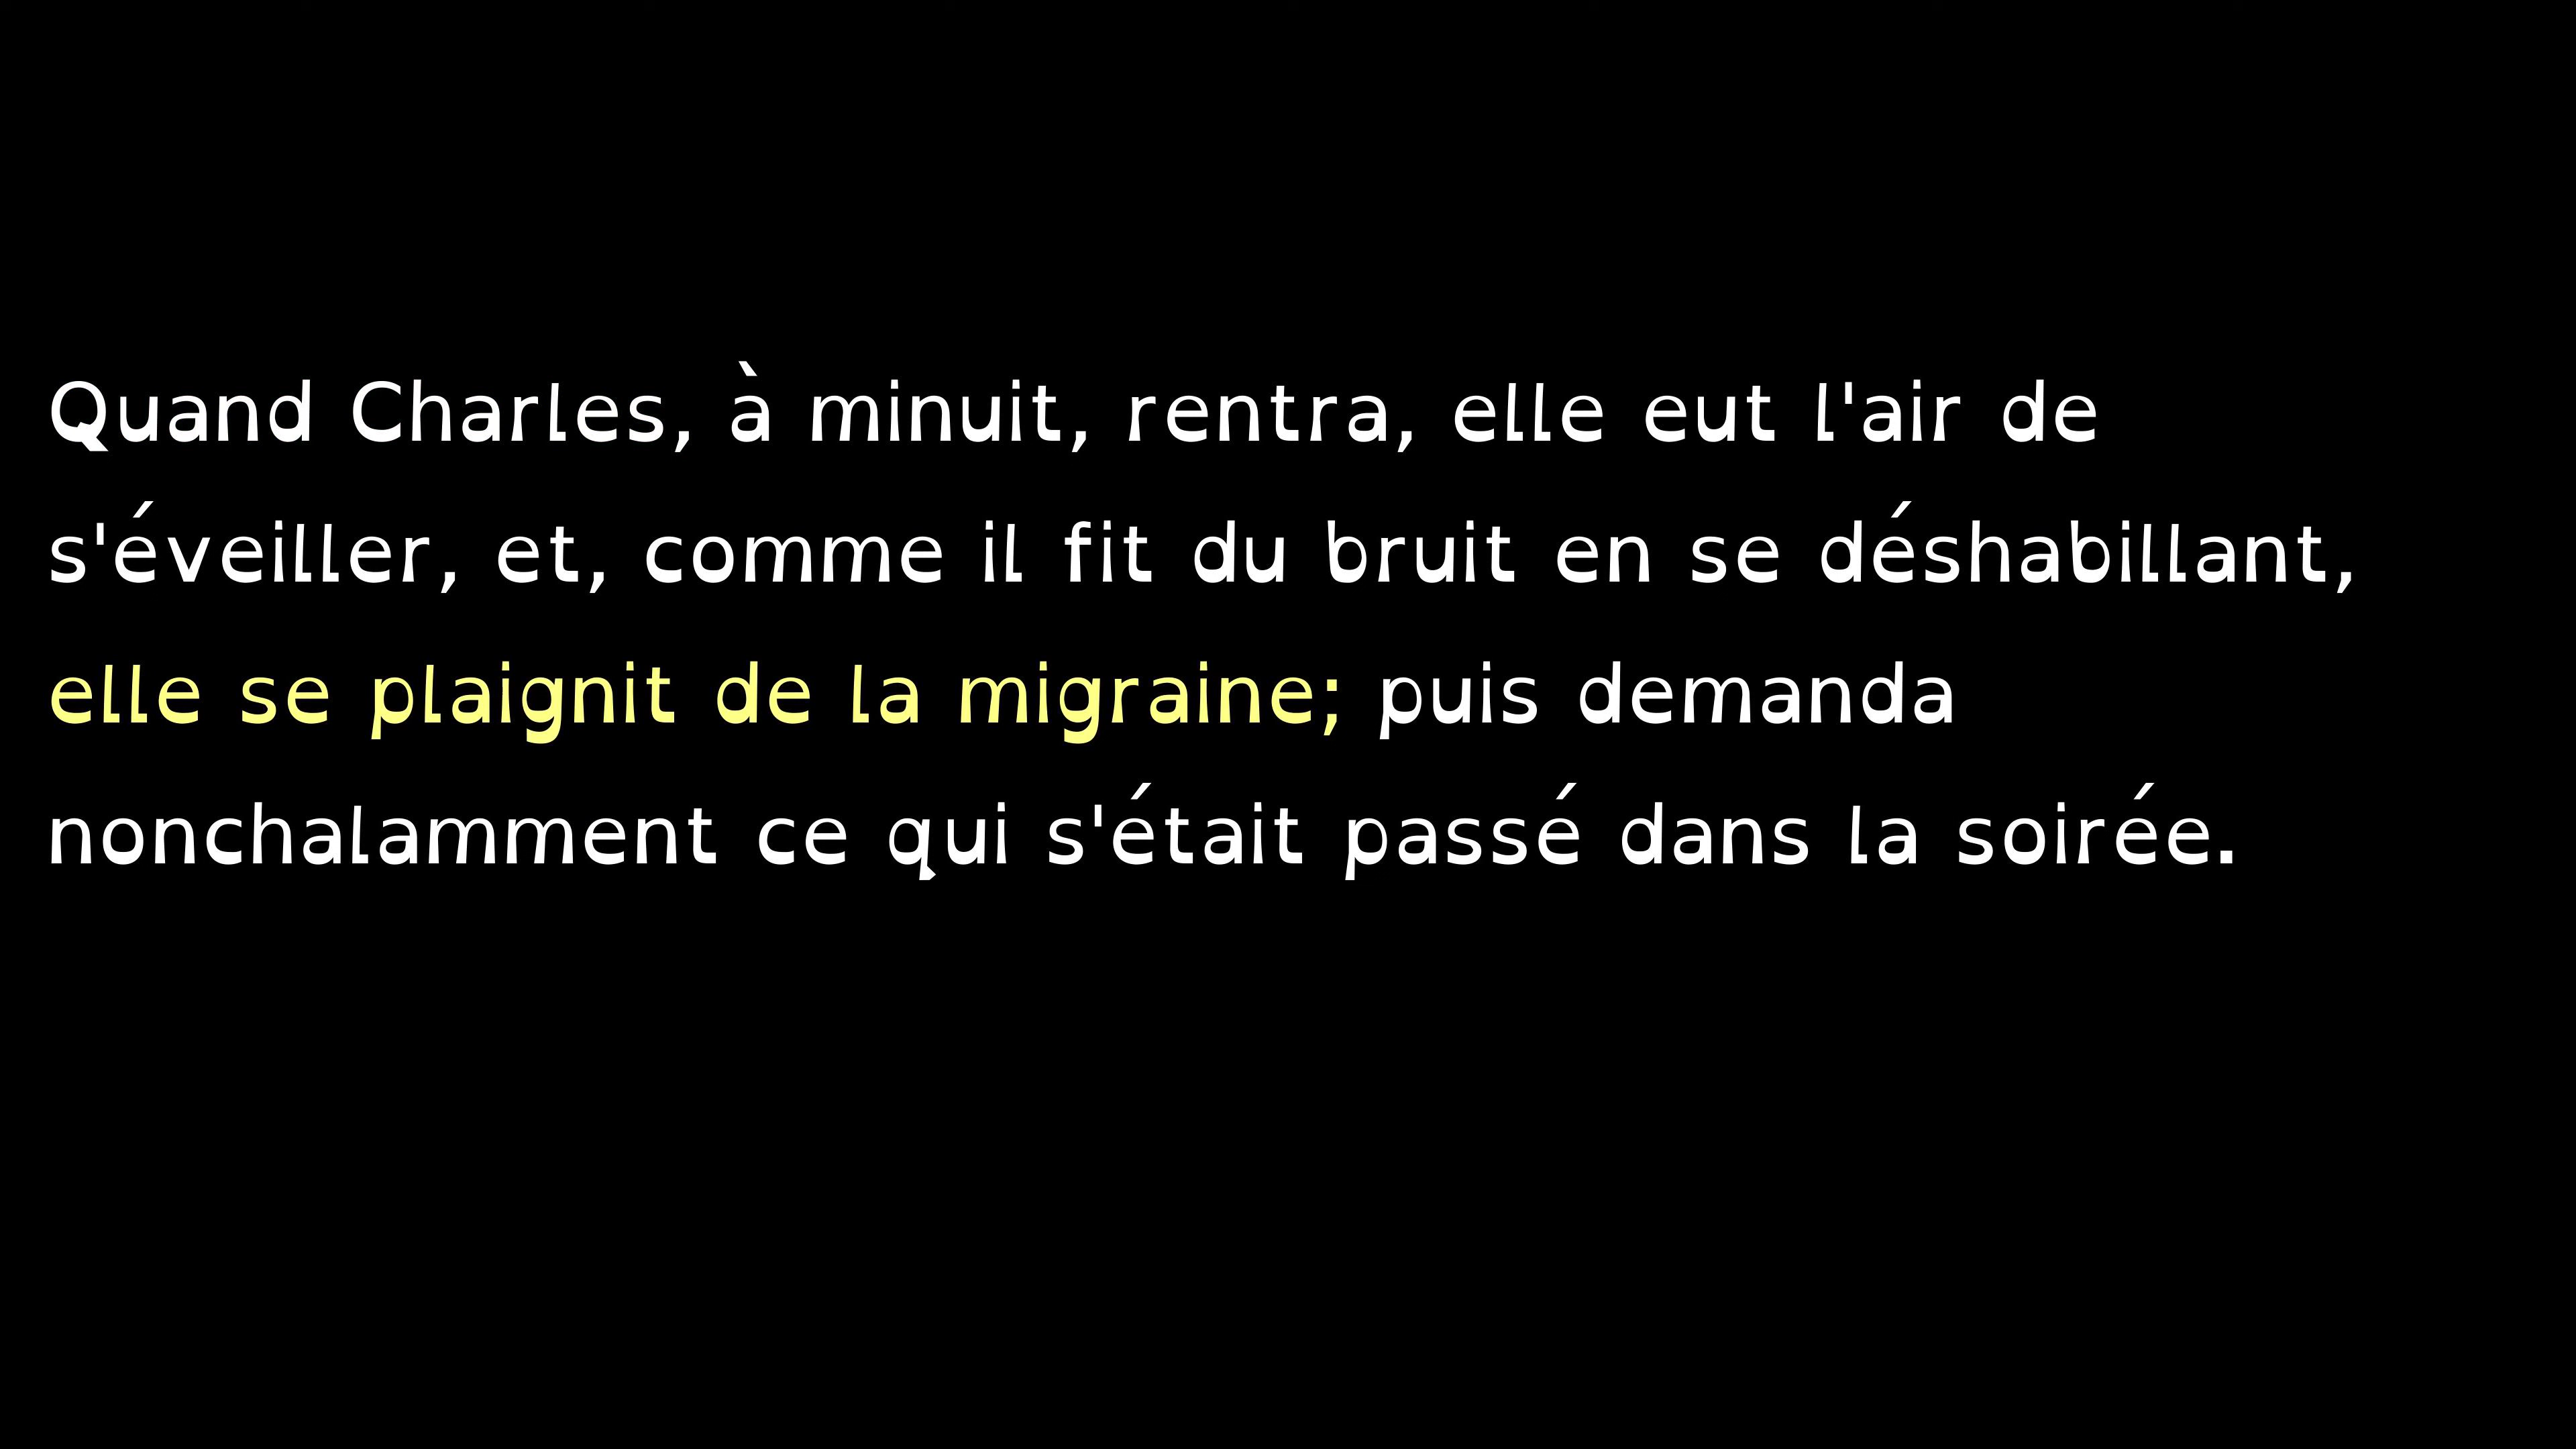 Quand Charles, à minuit, rentra, elle eut l'air de
s'éveiller, et, comme il fit du bruit en se déshabillant,
elle se plaignit de la migraine; puis demanda
nonchalamment ce qui s'était passé dans la soirée.